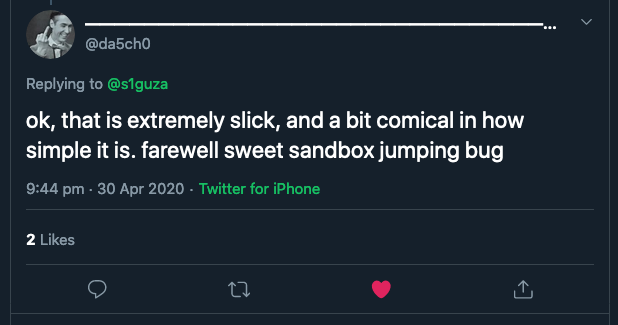 @da5ch0
Replying to @s1guza
ok, that is extremely slick, and a bit comical in how
simple it is. farewell sweet sandbox jumping bug
9:44 pm · 30 Apr 2020 · Twitter for iPhone
2 Likes